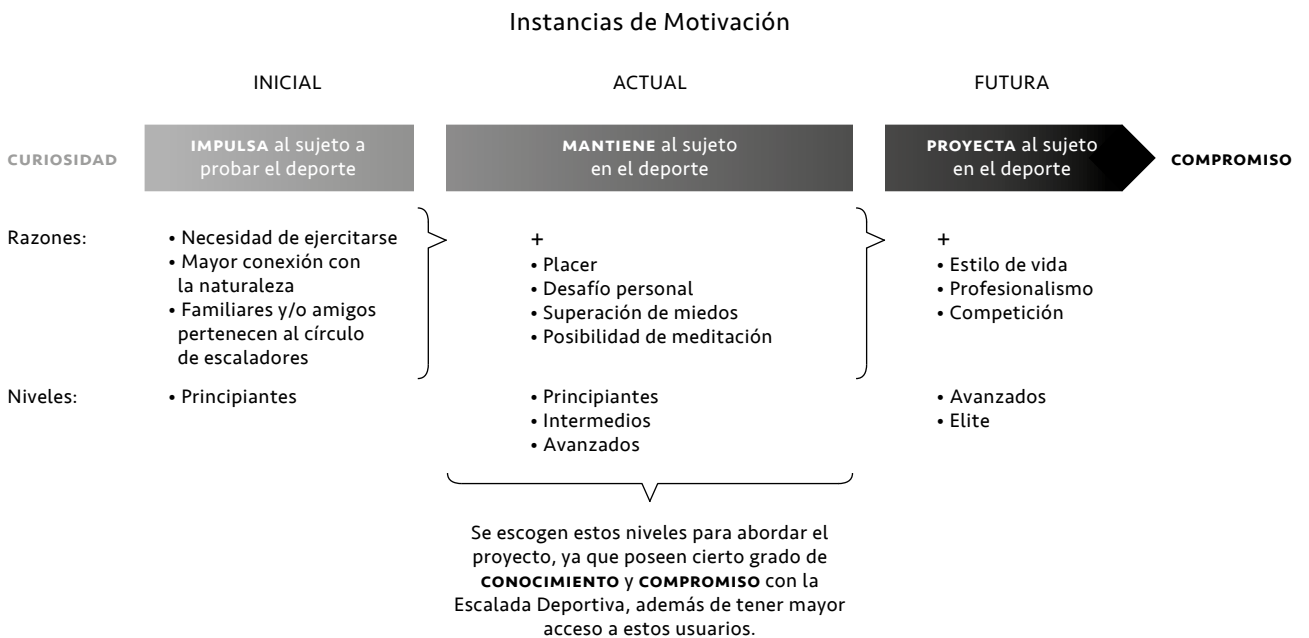 Instancias de Motivación
INICIAL
ACTUAL
FUTURA
CURIOSIDAD
IMPULSA al sujeto a
probar el deporte
MANTIENE al sujeto
en el deporte
PROYECTA al sujeto
en el deporte
COMPROMISO
Razones:
• Necesidad de ejercitarse
• Mayor conexión con
la naturaleza
• Familiares y/o amigos
pertenecen al círculo
de escaladores
+
• Placer
• Desafío personal
• Superación de miedos
• Posibilidad de meditación
+
• Estilo de vida
• Profesionalismo
• Competición
Niveles:
• Principiantes
• Principiantes
• Intermedios
• Avanzados
• Avanzados
• Elite
Se escogen estos niveles para abordar el
proyecto, ya que poseen cierto grado de
CONOCIMIENTO y COMPROMISO con la
Escalada Deportiva, además de tener mayor
acceso a estos usuarios.